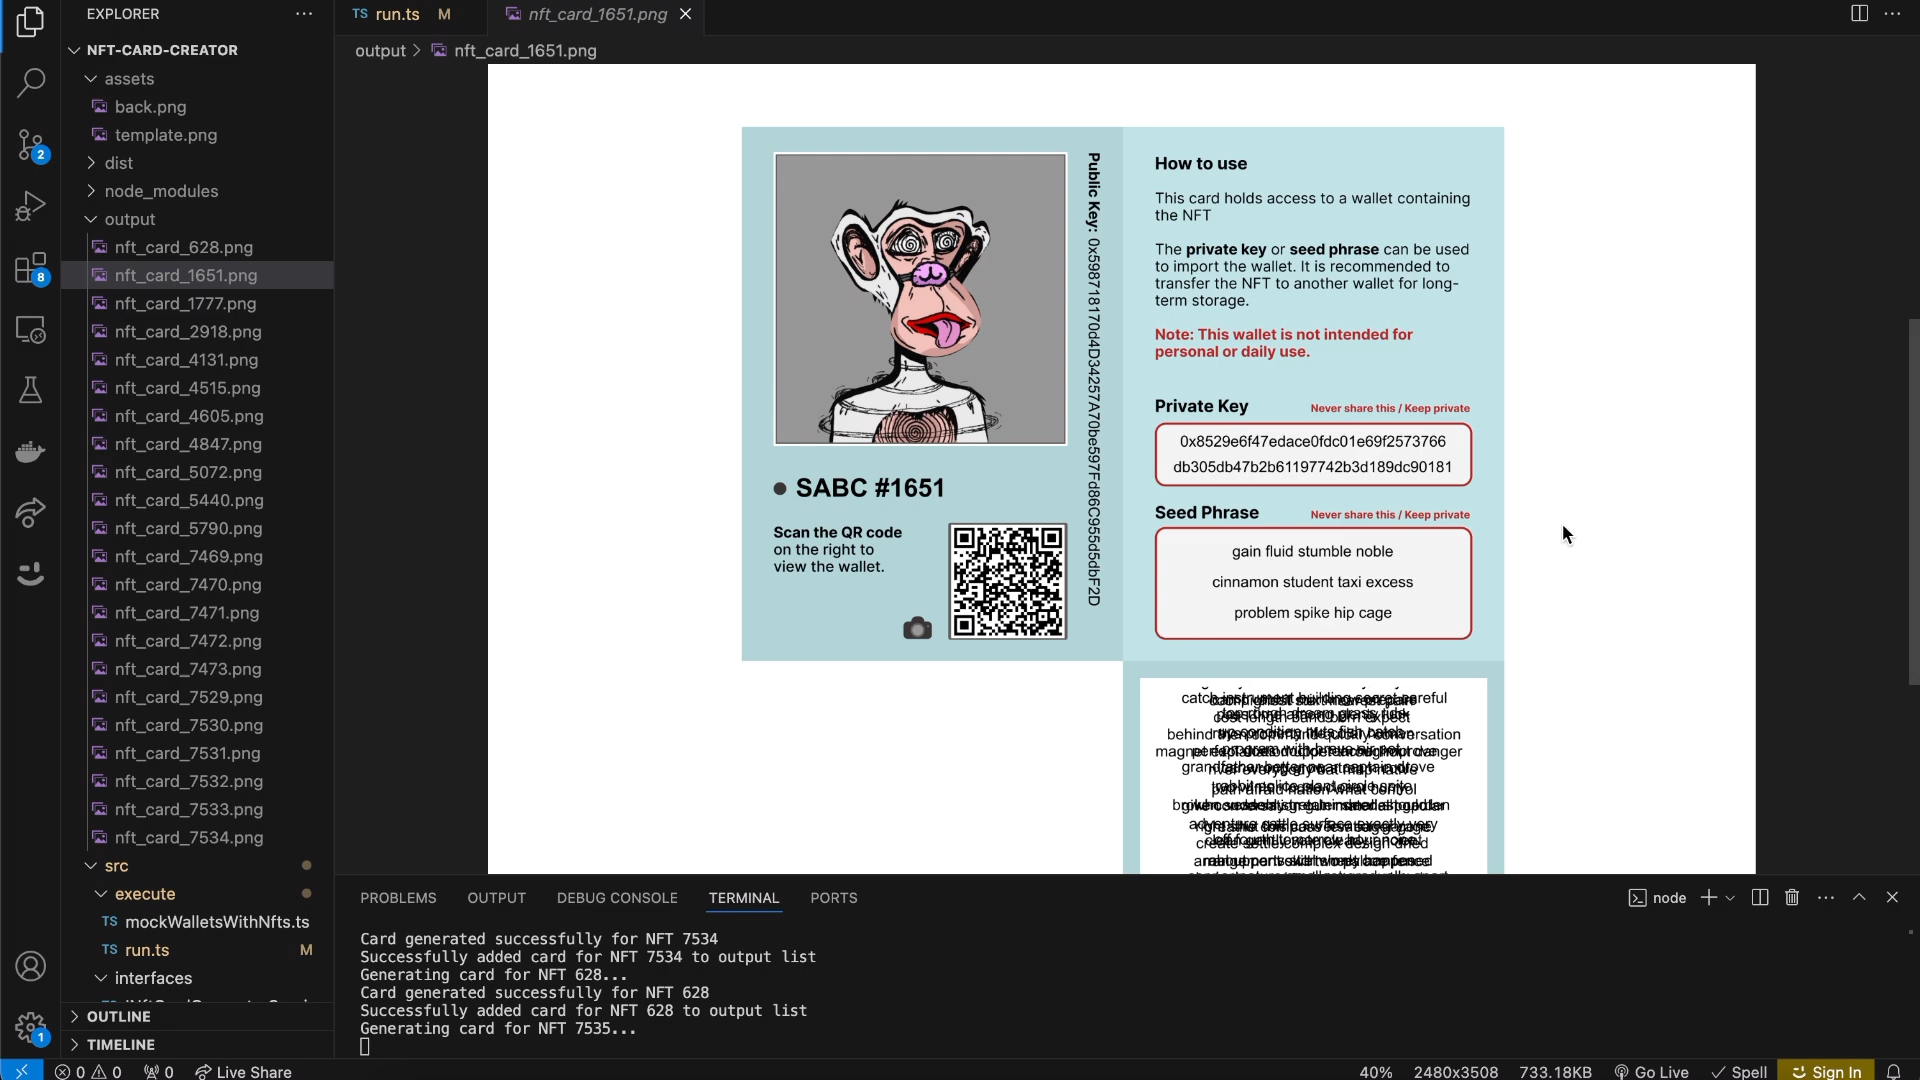 EXPLORER
NFT-CARD-CREATOR
assets
back.png
template.png
dist
node_modules
output
nft_card_628.png
nft_card_1651.png
nft_card_1777.png
nft_card_2918.png
nft_card_4131.png
nft_card_4515.png
nft_card_4605.png
nft_card_4847.png
nft_card_5072.png
nft_card_5440.png
nft_card_5790.png
nft_card_7469.png
nft_card_7470.png
nft_card_7471.png
nft_card_7472.png
nft_card_7473.png
nft_card_7529.png
nft_card_7530.png
nft_card_7531.png
nft_card_7532.png
nft_card_7533.png
nft_card_7534.png
src
execute
TS mockWalletsWithNfts.ts
TS run.ts M
interfaces
OUTLINE
TIMELINE
2
8
1
TS run.ts M
nft_card_1651.png
output > nft_card_1651.png
Public Key: 0x598718170d4D34257A70be597Fd86C955d5dbF2D
SABC #1651
Scan the QR code
on the right to
view the wallet.
How to use
This card holds access to a wallet containing
the NFT
The private key or seed phrase can be used
to import the wallet. It is recommended to
transfer the NFT to another wallet for long-
term storage.
Note: This wallet is not intended for
personal or daily use.
Private Key
Never share this / Keep private
0x8529e6f47edace0fdc01e69f2573766
db305db47b2b61197742b3d189dc90181
Seed Phrase
Never share this / Keep private
gain fluid stumble noble
cinnamon student taxi excess
problem spike hip cage
PROBLEMS
OUTPUT
DEBUG CONSOLE
TERMINAL
PORTS
node
Card generated successfully for NFT 7534
Successfully added card for NFT 7534 to output list
Generating card for NFT 628...
Card generated successfully for NFT 628
Successfully added card for NFT 628 to output list
Generating card for NFT 7535...
0 0 0 Live Share
40% 2480x3508 733.18KB Go Live Spell Sign In